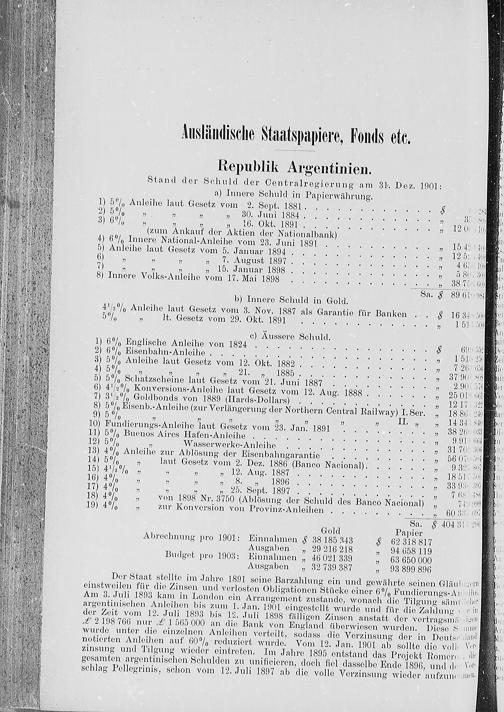 Ausländische Staatspapiere, Fonds etc.
Republik Argentinien.
Stand der Schuld der Centralregierung am 31. Dez. 1901:
a) Innere Schuld in Papierwährung.
1) 5% Anleihe laut Gesetz vom 2. Sept. 1881 . . . $
2) 5% „ „ „ „ 30. Juni 1884 . . . „
3) 6% „ „ „ „ 16. Okt. 1891 . . . „
(zum Ankauf der Aktien der Nationalbank)
4) 6% Innere National-Anleihe vom 23. Juni 1891 . . . „
5) Anleihe laut Gesetz vom 5. Januar 1894 . . . „
6) „ „ „ „ 7. August 1897 . . . „
7) „ „ „ „ 15. Januar 1898 . . . „
8) Innere Volks-Anleihe vom 17. Mai 1898 . . . „
Sa. $
b) Innere Schuld in Gold.
4½% Anleihe laut Gesetz vom 3. Nov. 1887 als Garantie für Banken . . $
5% „ lt. Gesetz vom 29. Okt. 1891 . . . „
c) Äussere Schuld.
1) 6% Englische Anleihe von 1824 . . . $
2) 6% Eisenbahn-Anleihe . . . „
3) 5% Anleihe laut Gesetz vom 12. Okt. 1882 . . . „
4) 5% „ „ „ „ 21. „ 1885 . . . „
5) 5% Schatzscheine laut Gesetz vom 21. Juni 1887 . . . „
6) 4½% Konversions-Anleihe laut Gesetz vom 12. Aug. 1888 . . . „
7) 3½% Goldbonds von 1889 (Hards-Dollars) . . . „
8) 5% Eisenb.-Anleihe (zur Verlängerung der Northern Central Railway) I. Ser. „
9) 5% „ „ „ „ „ „ II. „ „
10) Fundierungs-Anleihe laut Gesetz vom 23. Jan. 1891 . . . „
11) 5% Buenos Aires Hafen-Anleihe . . . „
12) 5% „ „ Wasserwerke-Anleihe . . . „
13) 4% Anleihe zur Ablösung der Eisenbahngarantie . . . „
14) 5% „ laut Gesetz vom 2. Dez. 1886 (Banco Nacional) . . . „
15) 4½% „ „ „ „ 12. Aug. 1887 . . . „
16) 4% „ „ „ „ 8. „ 1896 . . . „
17) 4% „ „ „ „ 25. Sept. 1897 . . . „
18) 4% „ von 1898 Nr. 3750 (Ablösung der Schuld des Banco Nacional) „
19) 4% „ zur Konversion von Provinz-Anleihen . . . „
Sa. $
Gold Papier
Abrechnung pro 1901: Einnahmen $ 38 185 343 $ 62 318 817
Ausgaben „ 29 216 218 „ 94 658 119
Budget pro 1903: Einnahmen „ 46 021 339 „ 63 650 000
Ausgaben „ 32 739 387 „ 93 899 896
Der Staat stellte im Jahre 1891 seine Barzahlung ein und gewährte seinen
einstweilen für die Zinsen und verlosten Obligationen Stücke einer 6% Fundierungs-
Am 3. Juli 1893 kam in London ein Arrangement zustande, wonach die Tilgung
argentinischen Anleihen bis zum 1. Jan. 1901 eingestellt wurde und für die Zahlung
der Zeit vom 12. Juli 1893 bis 12. Juli 1898 fälligen Zinsen anstatt der
£ 2 198 766 nur £ 1 565 000 an die Bank von England überwiesen wurden. Diese
wurde unter die einzelnen Anleihen verteilt, sodass die Verzinsung der in
notierten Anleihen auf 60% reduziert wurde. Vom 12. Jan. 1901 ab sollte die volle
zinsung und Tilgung wieder eintreten. Im Jahre 1895 entstand das Projekt Romero
gesamten argentinischen Schulden zu unifizieren, doch fiel dasselbe Ende 1896, und
schlag Pellegrinis, schon vom 12. Juli 1897 ab die volle Verzinsung wieder